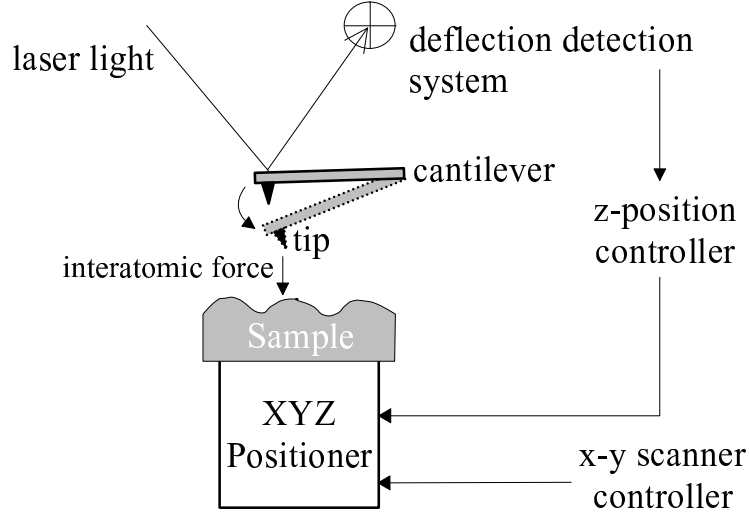 laser light
deflection detection
system
cantilever
z-position
controller
tip
interatomic force
Sample
XYZ
Positioner
x-y scanner
controller